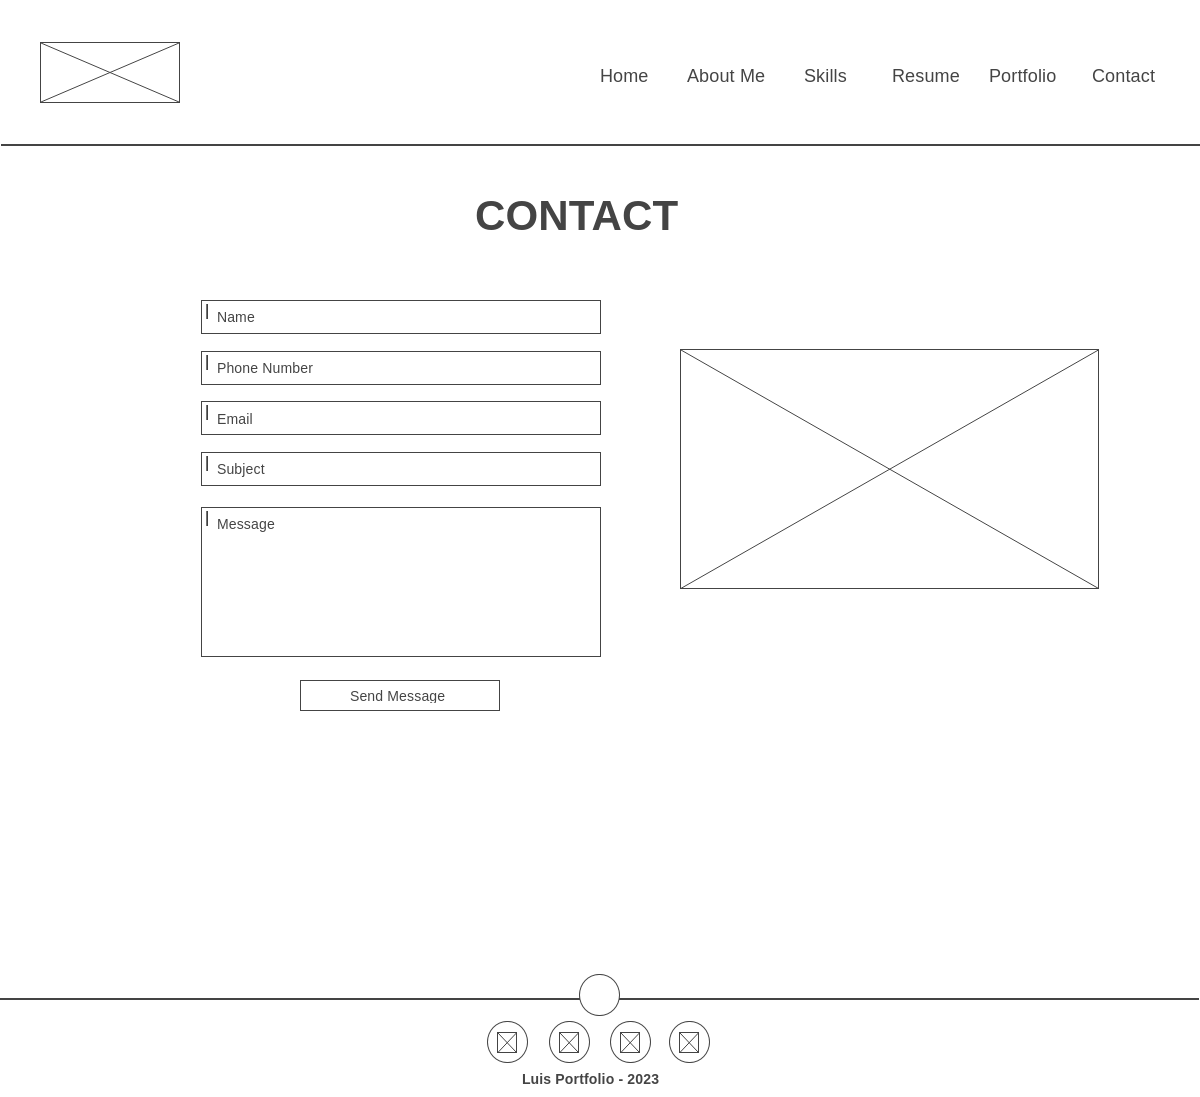 Home About Me Skills Resume Portfolio Contact
CONTACT
Name
Phone Number
Email
Subject
Message
Send Message
Luis Portfolio - 2023